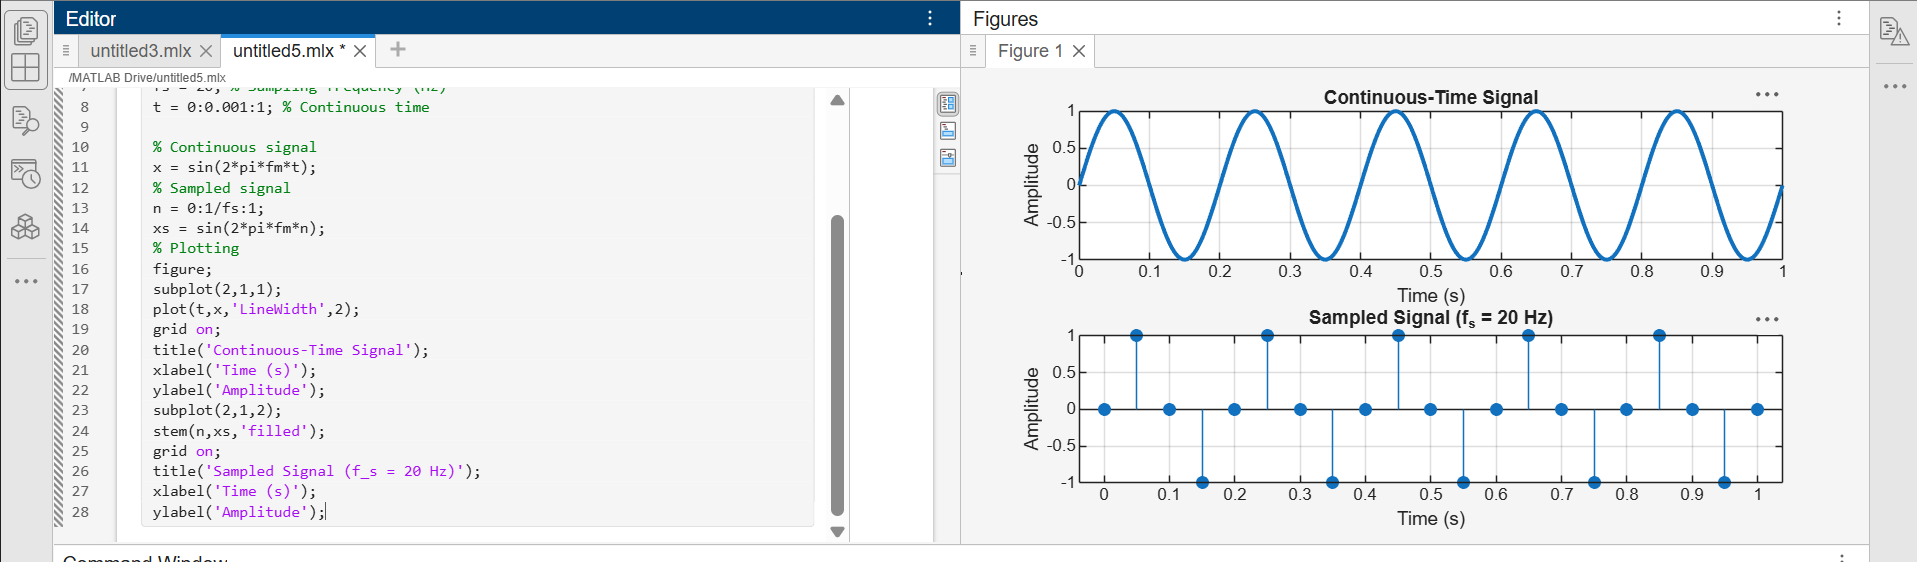 Editor
untitled3.mlx
untitled5.mlx *
/MATLAB Drive/untitled5.mlx
7 fs = 20; % Sampling frequency (Hz)
8 t = 0:0.001:1; % Continuous time
9
10 % Continuous signal
11 x = sin(2*pi*fm*t);
12 % Sampled signal
13 n = 0:1/fs:1;
14 xs = sin(2*pi*fm*n);
15 % Plotting
16 figure;
17 subplot(2,1,1);
18 plot(t,x,'LineWidth',2);
19 grid on;
20 title('Continuous-Time Signal');
21 xlabel('Time (s)');
22 ylabel('Amplitude');
23 subplot(2,1,2);
24 stem(n,xs,'filled');
25 grid on;
26 title('Sampled Signal (f_s = 20 Hz)');
27 xlabel('Time (s)');
28 ylabel('Amplitude');
Command Window
Figures
Figure 1
Continuous-Time Signal
Amplitude
1
0.5
0
-0.5
-1
0 0.1 0.2 0.3 0.4 0.5 0.6 0.7 0.8 0.9 1
Time (s)
Sampled Signal (fs = 20 Hz)
Amplitude
1
0.5
0
-0.5
-1
0 0.1 0.2 0.3 0.4 0.5 0.6 0.7 0.8 0.9 1
Time (s)